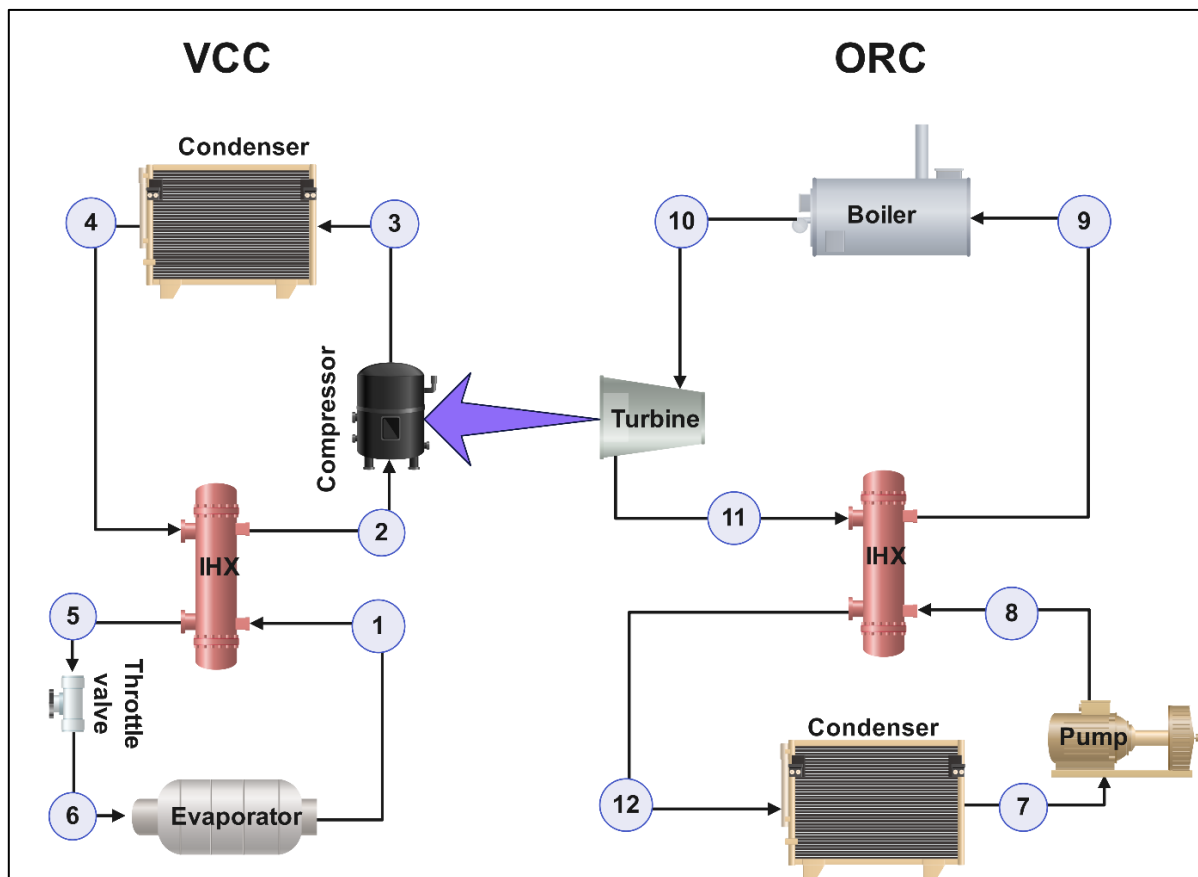 VCC
ORC
Condenser
4
3
10
Boiler
9
Compressor
Turbine
IHX
2
11
IHX
5
1
8
Throttle
valve
Condenser
Pump
6
Evaporator
12
7